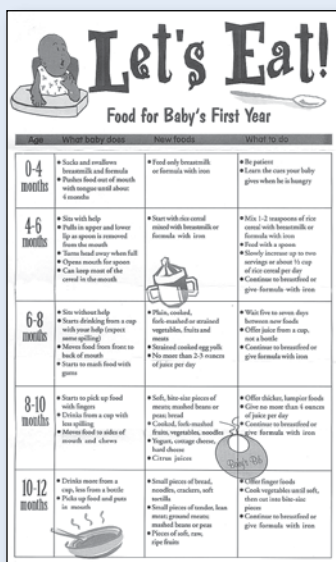 Let's Eat!
Food for Baby's First Year
Age What baby does New foods What to do
0-4
months
• Sucks and swallows
breastmilk and formula
• Pushes food out of mouth
with tongue until about
4 months
• Feed only breastmilk
or formula with iron
• Be patient
• Learn the cues your baby
gives when he is hungry
4-6
months
• Sits with help
• Pulls in upper and lower
lip as spoon is removed
from the mouth
• Turns head away when full
• Opens mouth for spoon
• Can keep most of the
cereal in the mouth
• Start with rice cereal
mixed with breastmilk or
formula with iron
• Mix 1-2 teaspoons of rice
cereal with breastmilk or
formula with iron
• Feed with a spoon
• Slowly increase up to two
servings or about ½ cup
of rice cereal per day
• Continue to breastfeed or
give formula with iron
6-8
months
• Sits without help
• Starts drinking from a cup
with your help (expect
some spilling)
• Moves food from front to
back of mouth
• Starts to mash food with
gums
• Plain, cooked,
fork-mashed or strained
vegetables, fruits and
meats
• Strained cooked egg yolk
• No more than 2-3 ounces
of juice per day
• Wait five to seven days
between new foods
• Offer juice from a cup,
not a bottle
• Continue to breastfeed or
give formula with iron
8-10
months
• Starts to pick up food
with fingers
• Drinks from a cup with
less spilling
• Moves food to sides of
mouth and chews
• Soft, bite-size pieces of
meat; mashed beans or
peas; bread
• Cooked, fork-mashed
fruits, vegetables, noodles
• Yogurt, cottage cheese,
hard cheese
• Citrus juices
• Offer thicker, lumpier foods
• Give no more than 4 ounces
of juice per day
• Continue to breastfeed or
give formula with iron
Baby's Bib
10-12
months
• Drinks more from a
cup, less from a bottle
• Picks up food and puts
in mouth
• Small pieces of bread,
noodles, crackers, soft
tortilla
• Small pieces of tender, lean
meat; ground meats;
mashed beans or peas
• Pieces of soft, raw,
ripe fruits
• Offer finger foods
• Cook vegetables until soft,
then cut into bite-size
pieces
• Continue to breastfeed or
give formula with iron